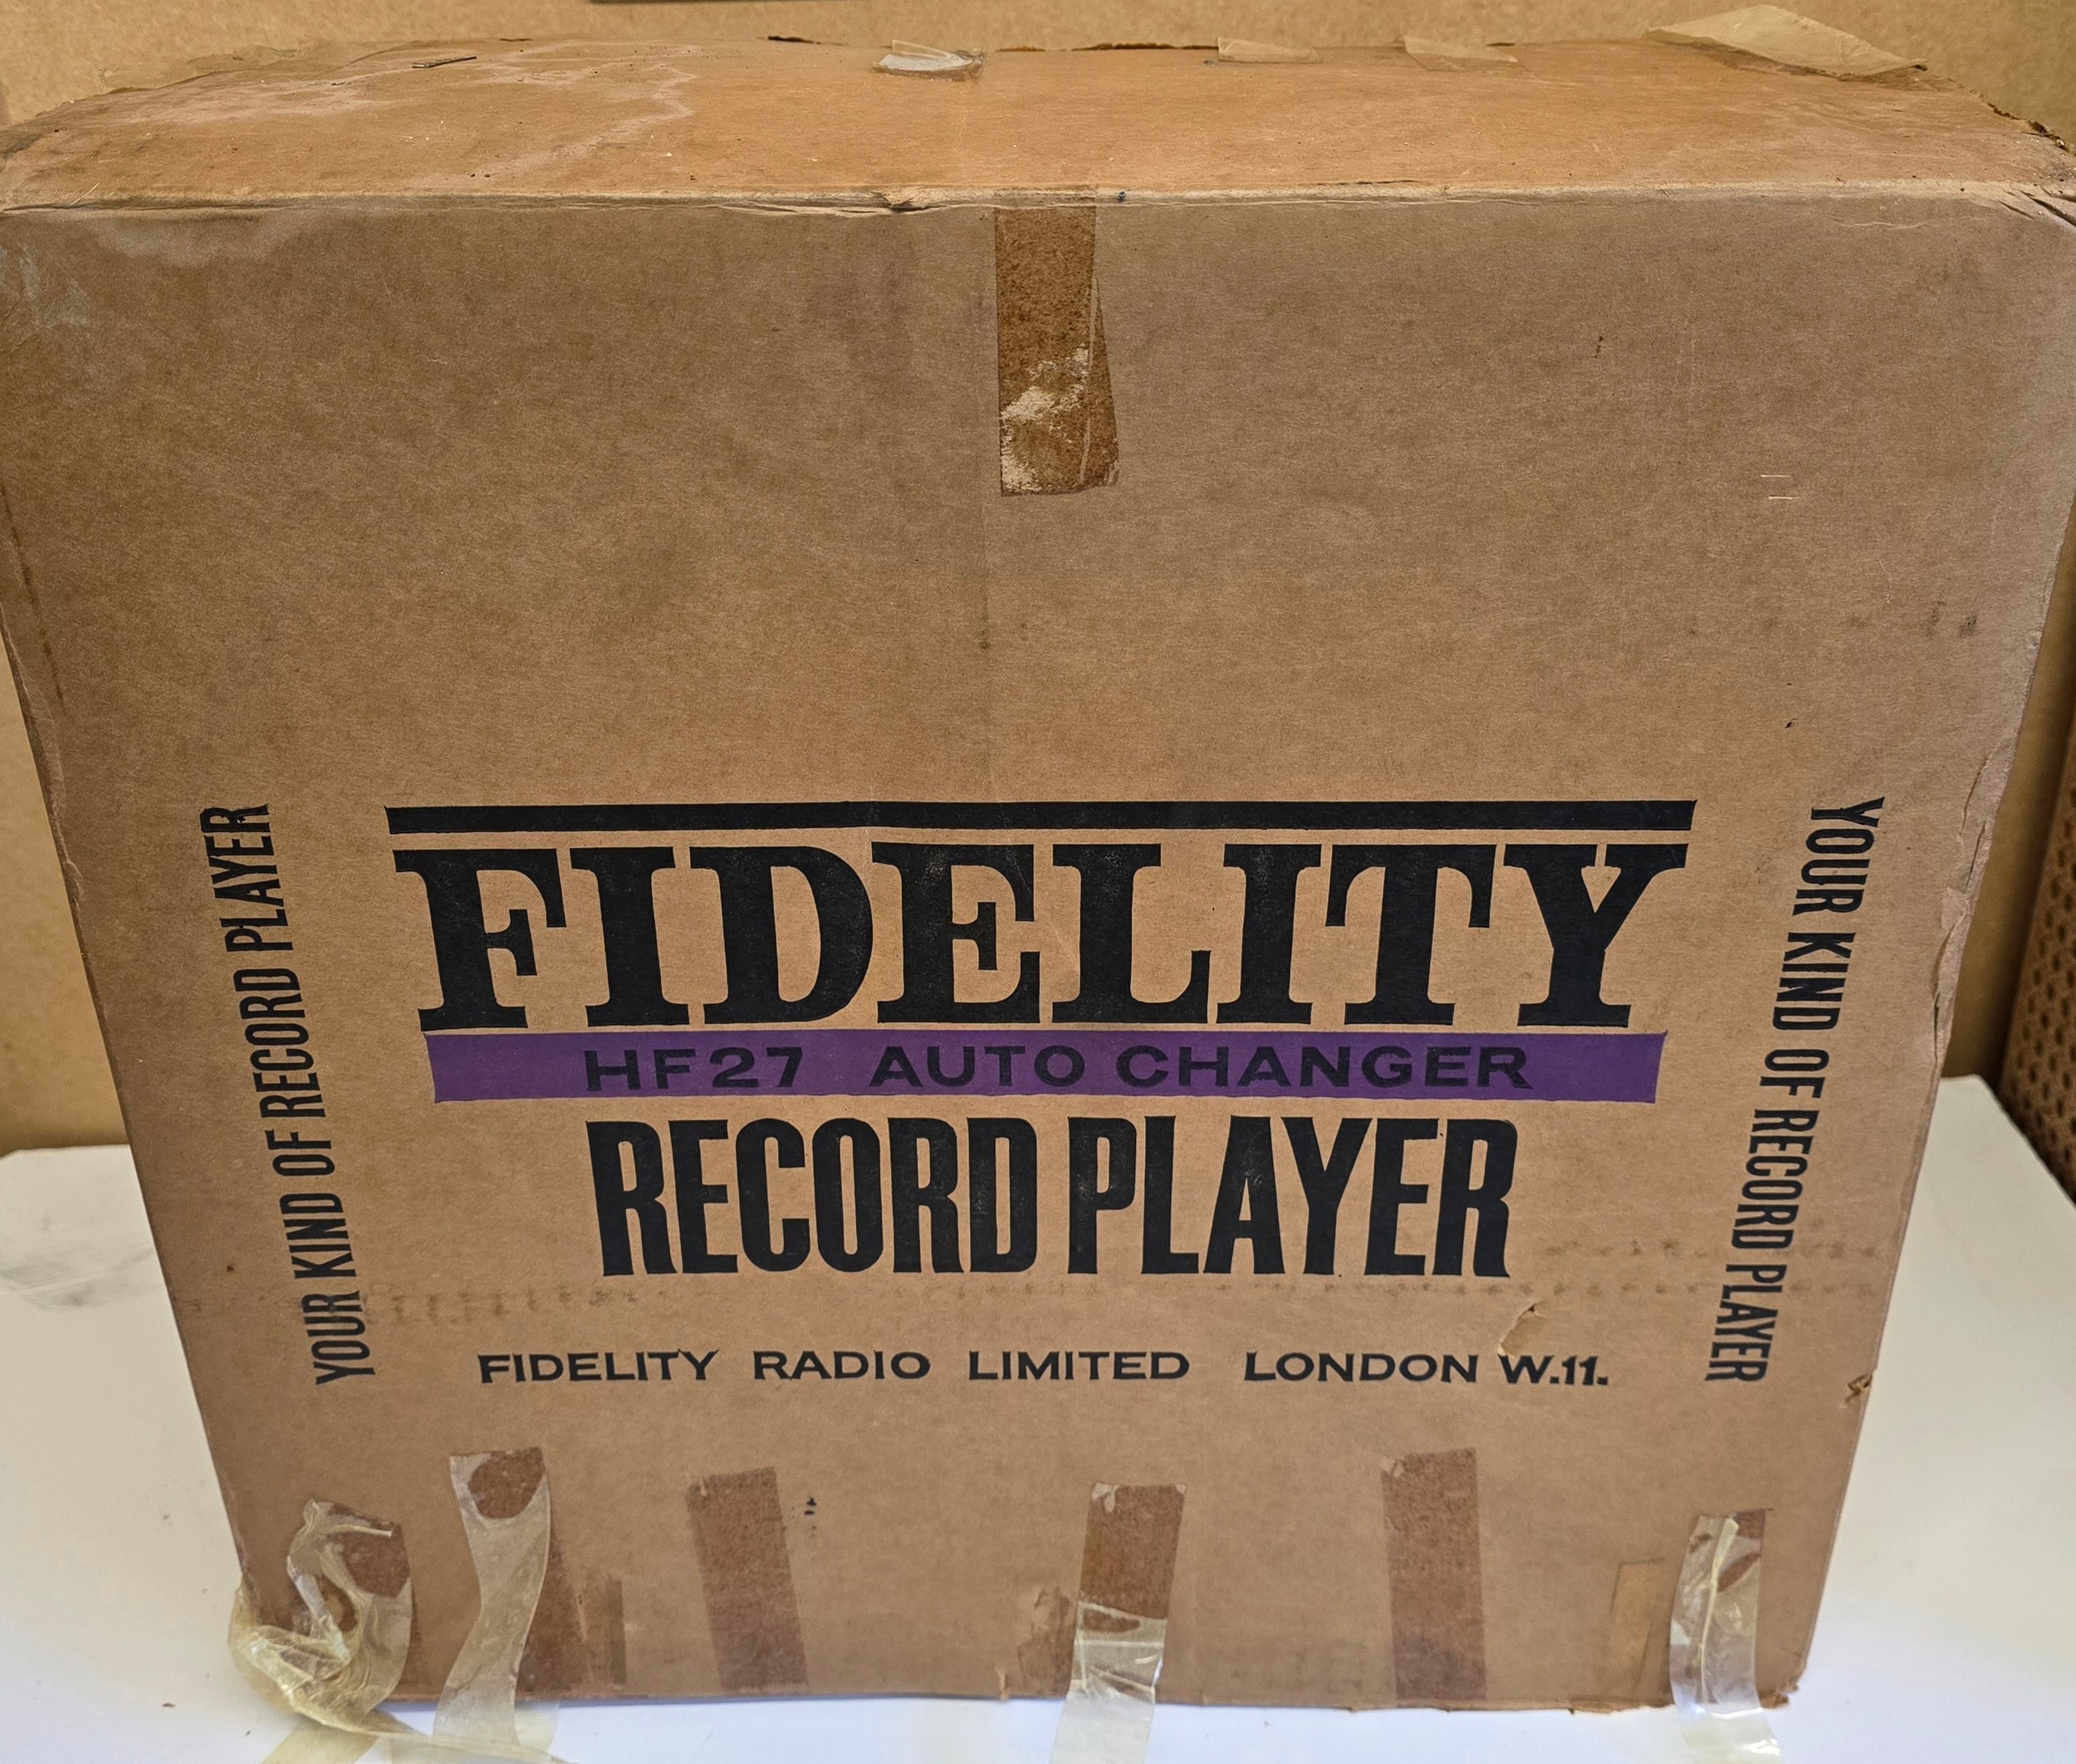 FIDELITY
HF27 AUTO CHANGER
RECORD PLAYER
FIDELITY RADIO LIMITED LONDON W.11.
YOUR KIND OF RECORD PLAYER
YOUR KIND OF RECORD PLAYER